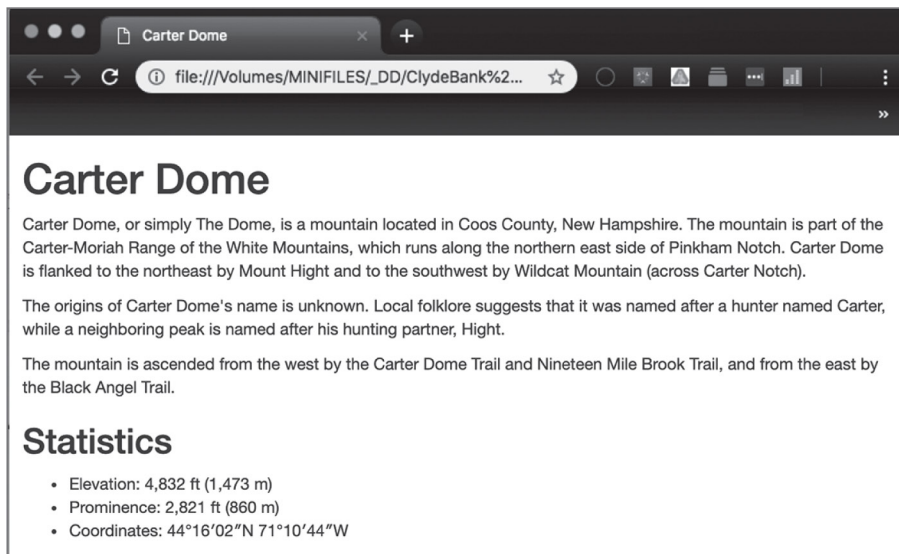 Carter Dome
file:///Volumes/MINIFILES/_DD/ClydeBank%2...
Carter Dome
Carter Dome, or simply The Dome, is a mountain located in Coos County, New Hampshire. The mountain is part of the
Carter-Moriah Range of the White Mountains, which runs along the northern east side of Pinkham Notch. Carter Dome
is flanked to the northeast by Mount Hight and to the southwest by Wildcat Mountain (across Carter Notch).
The origins of Carter Dome's name is unknown. Local folklore suggests that it was named after a hunter named Carter,
while a neighboring peak is named after his hunting partner, Hight.
The mountain is ascended from the west by the Carter Dome Trail and Nineteen Mile Brook Trail, and from the east by
the Black Angel Trail.
Statistics
• Elevation: 4,832 ft (1,473 m)
• Prominence: 2,821 ft (860 m)
• Coordinates: 44°16′02″N 71°10′44″W